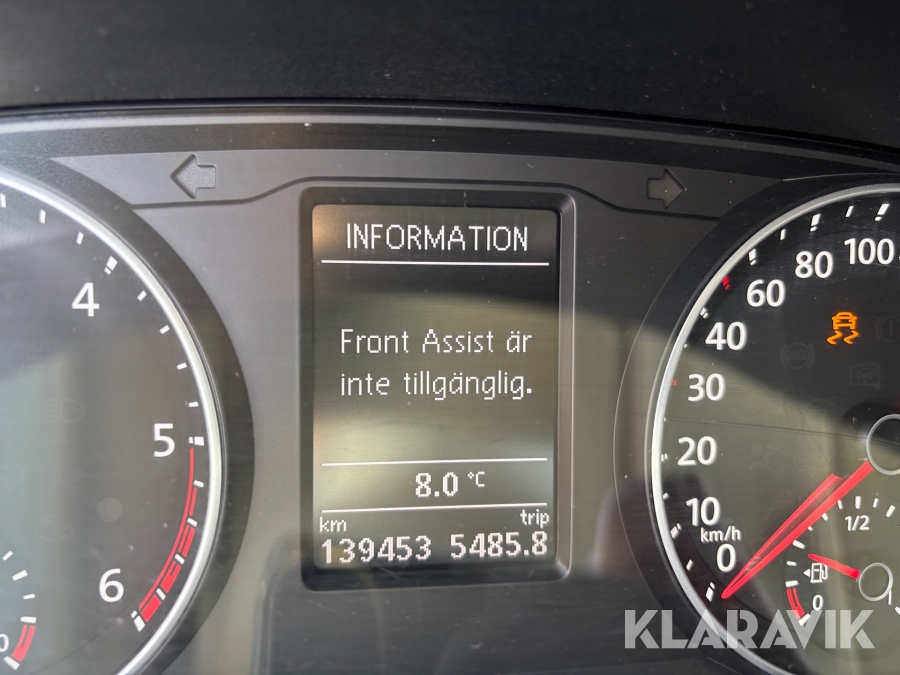 INFORMATION
Front Assist är
inte tillgänglig.
8.0 °C
km trip
139453 5485.8
4
5
6
0
10
20
30
40
60
80
100
km/h
0
1/2
0
KLARAVIK